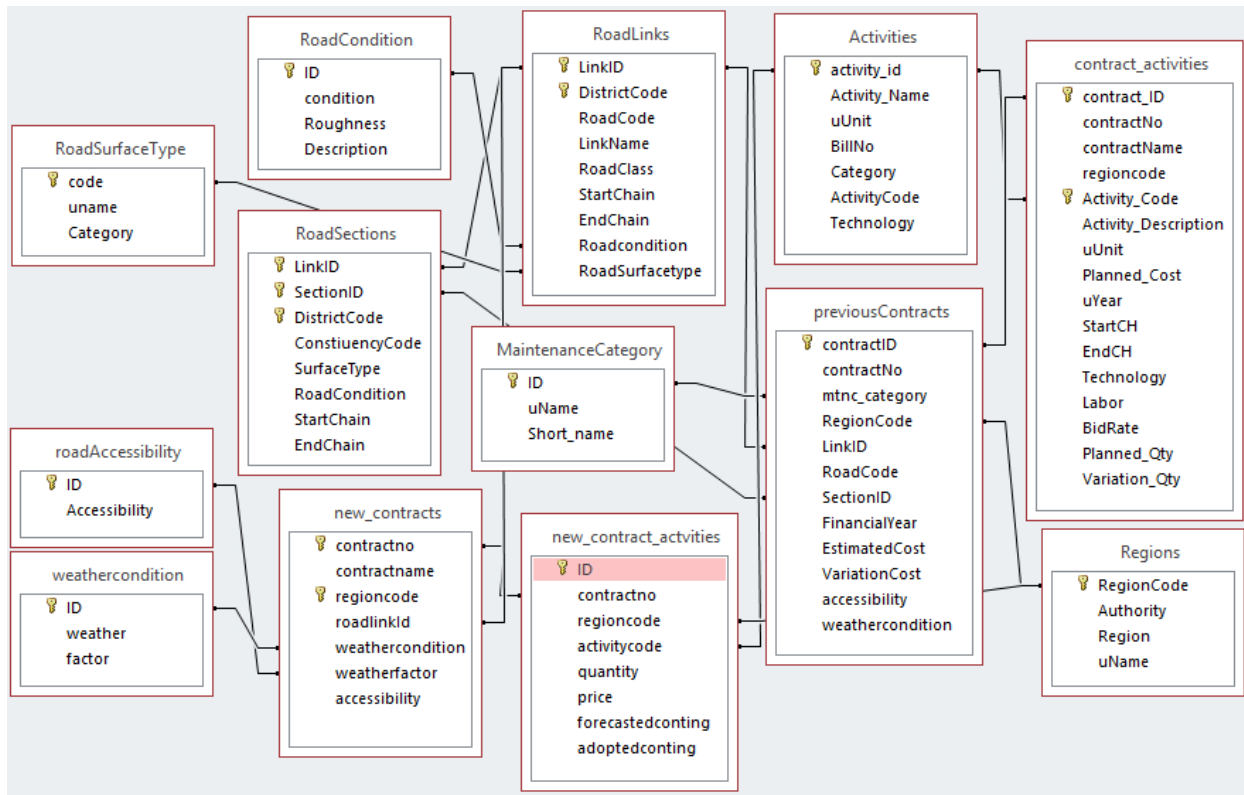 RoadCondition
ID
condition
Roughness
Description
RoadLinks
LinkID
DistrictCode
RoadCode
LinkName
RoadClass
StartChain
EndChain
Roadcondition
RoadSurfacetype
Activities
activity_id
Activity_Name
uUnit
BillNo
Category
ActivityCode
Technology
contract_activities
contract_ID
contractNo
contractName
regioncode
Activity_Code
Activity_Description
uUnit
Planned_Cost
uYear
StartCH
EndCH
Technology
Labor
BidRate
Planned_Qty
Variation_Qty
RoadSurfaceType
code
uname
Category
RoadSections
LinkID
SectionID
DistrictCode
ConstiuencyCode
SurfaceType
RoadCondition
StartChain
EndChain
MaintenanceCategory
ID
uName
Short_name
previousContracts
contractID
contractNo
mtnc_category
RegionCode
LinkID
RoadCode
SectionID
FinancialYear
EstimatedCost
VariationCost
accessibility
weathercondition
roadAccessibility
ID
Accessibility
weathercondition
ID
weather
factor
new_contracts
contractno
contractname
regioncode
roadlinkId
weathercondition
weatherfactor
accessibility
new_contract_actvities
ID
contractno
regioncode
activitycode
quantity
price
forecastedconting
adoptedconting
Regions
RegionCode
Authority
Region
uName